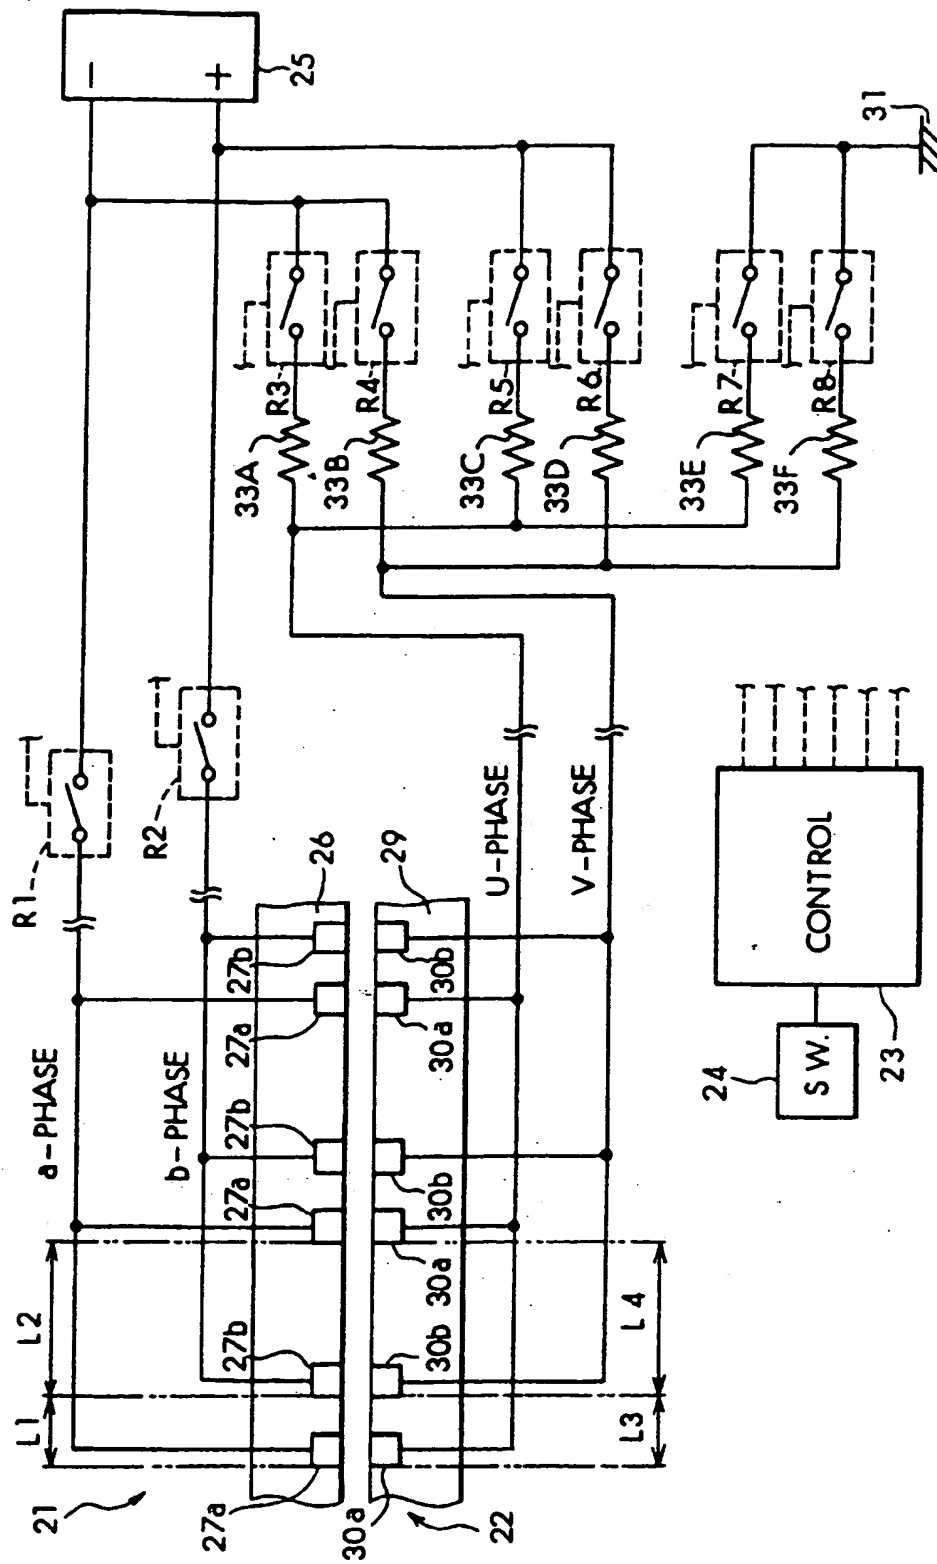 21
L1
L2
a-PHASE
R1
−
+
25
b-PHASE
R2
27a
27b
27a
27b
27a
27b
26
30a
30b
30a
30b
30a
30b
29
22
L3
L4
U-PHASE
V-PHASE
33A
R3
33B
R4
33C
R5
33D
R6
33E
R7
33F
R8
31
24
SW.
CONTROL
23